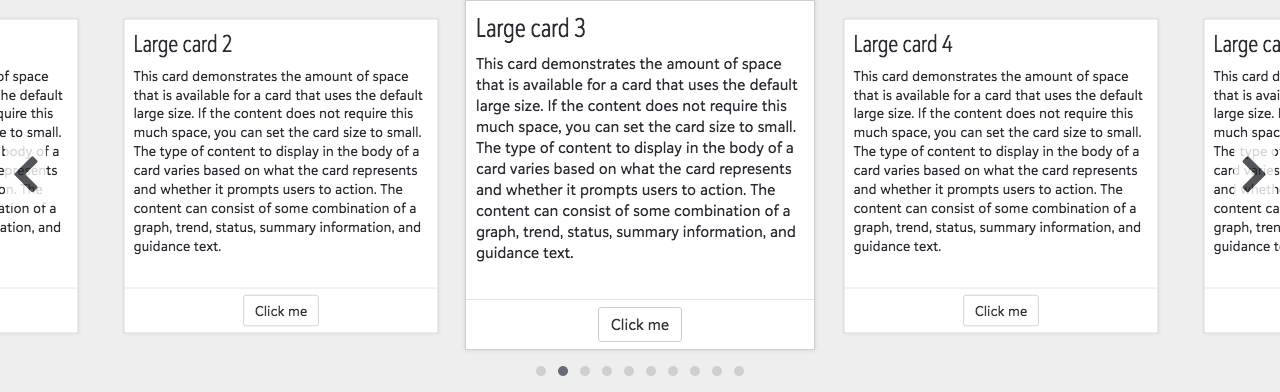 of space
he default
quire this
e to small.
body of a
epresents
on. The
ation of a
ation, and
Large card 2
This card demonstrates the amount of space
that is available for a card that uses the default
large size. If the content does not require this
much space, you can set the card size to small.
The type of content to display in the body of a
card varies based on what the card represents
and whether it prompts users to action. The
content can consist of some combination of a
graph, trend, status, summary information, and
guidance text.
Click me
Large card 3
This card demonstrates the amount of space
that is available for a card that uses the default
large size. If the content does not require this
much space, you can set the card size to small.
The type of content to display in the body of a
card varies based on what the card represents
and whether it prompts users to action. The
content can consist of some combination of a
graph, trend, status, summary information, and
guidance text.
Click me
Large card 4
This card demonstrates the amount of space
that is available for a card that uses the default
large size. If the content does not require this
much space, you can set the card size to small.
The type of content to display in the body of a
card varies based on what the card represents
and whether it prompts users to action. The
content can consist of some combination of a
graph, trend, status, summary information, and
guidance text.
Click me
Large ca
This card d
that is avai
large size.
much spac
The type o
card varies
and wheth
content ca
graph, tren
guidance t